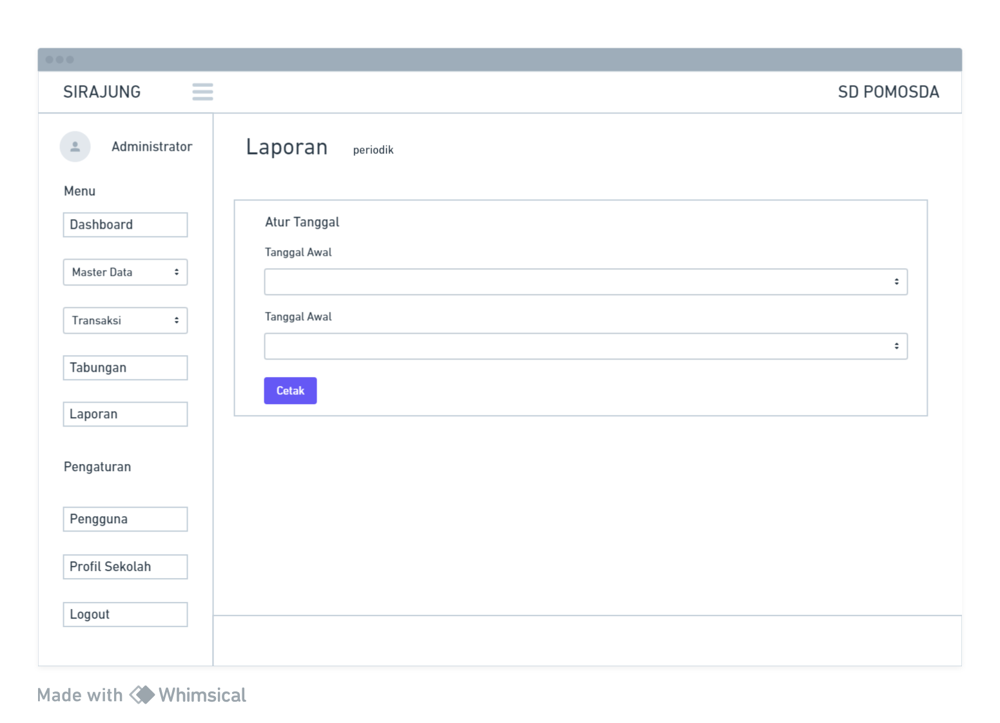 SIRAJUNG
SD POMOSDA
Administrator
Menu
Dashboard
Master Data
Transaksi
Tabungan
Laporan
Pengaturan
Pengguna
Profil Sekolah
Logout
Laporan periodik
Atur Tanggal
Tanggal Awal
Tanggal Awal
Cetak
Made with Whimsical